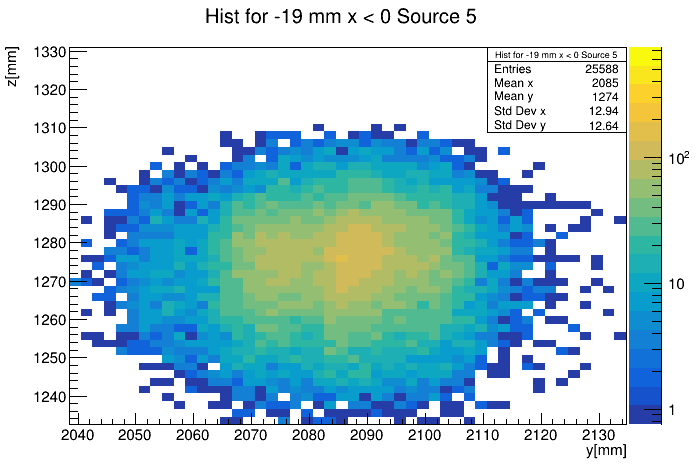 Hist for -19 mm x < 0 Source 5
z[mm]
1330
1320
1310
1300
1290
1280
1270
1260
1250
1240
Hist for -19 mm x < 0 Source 5
Entries 25588
Mean x 2085
Mean y 1274
Std Dev x 12.94
Std Dev y 12.64
10²
10
1
2040 2050 2060 2070 2080 2090 2100 2110 2120 2130
y[mm]